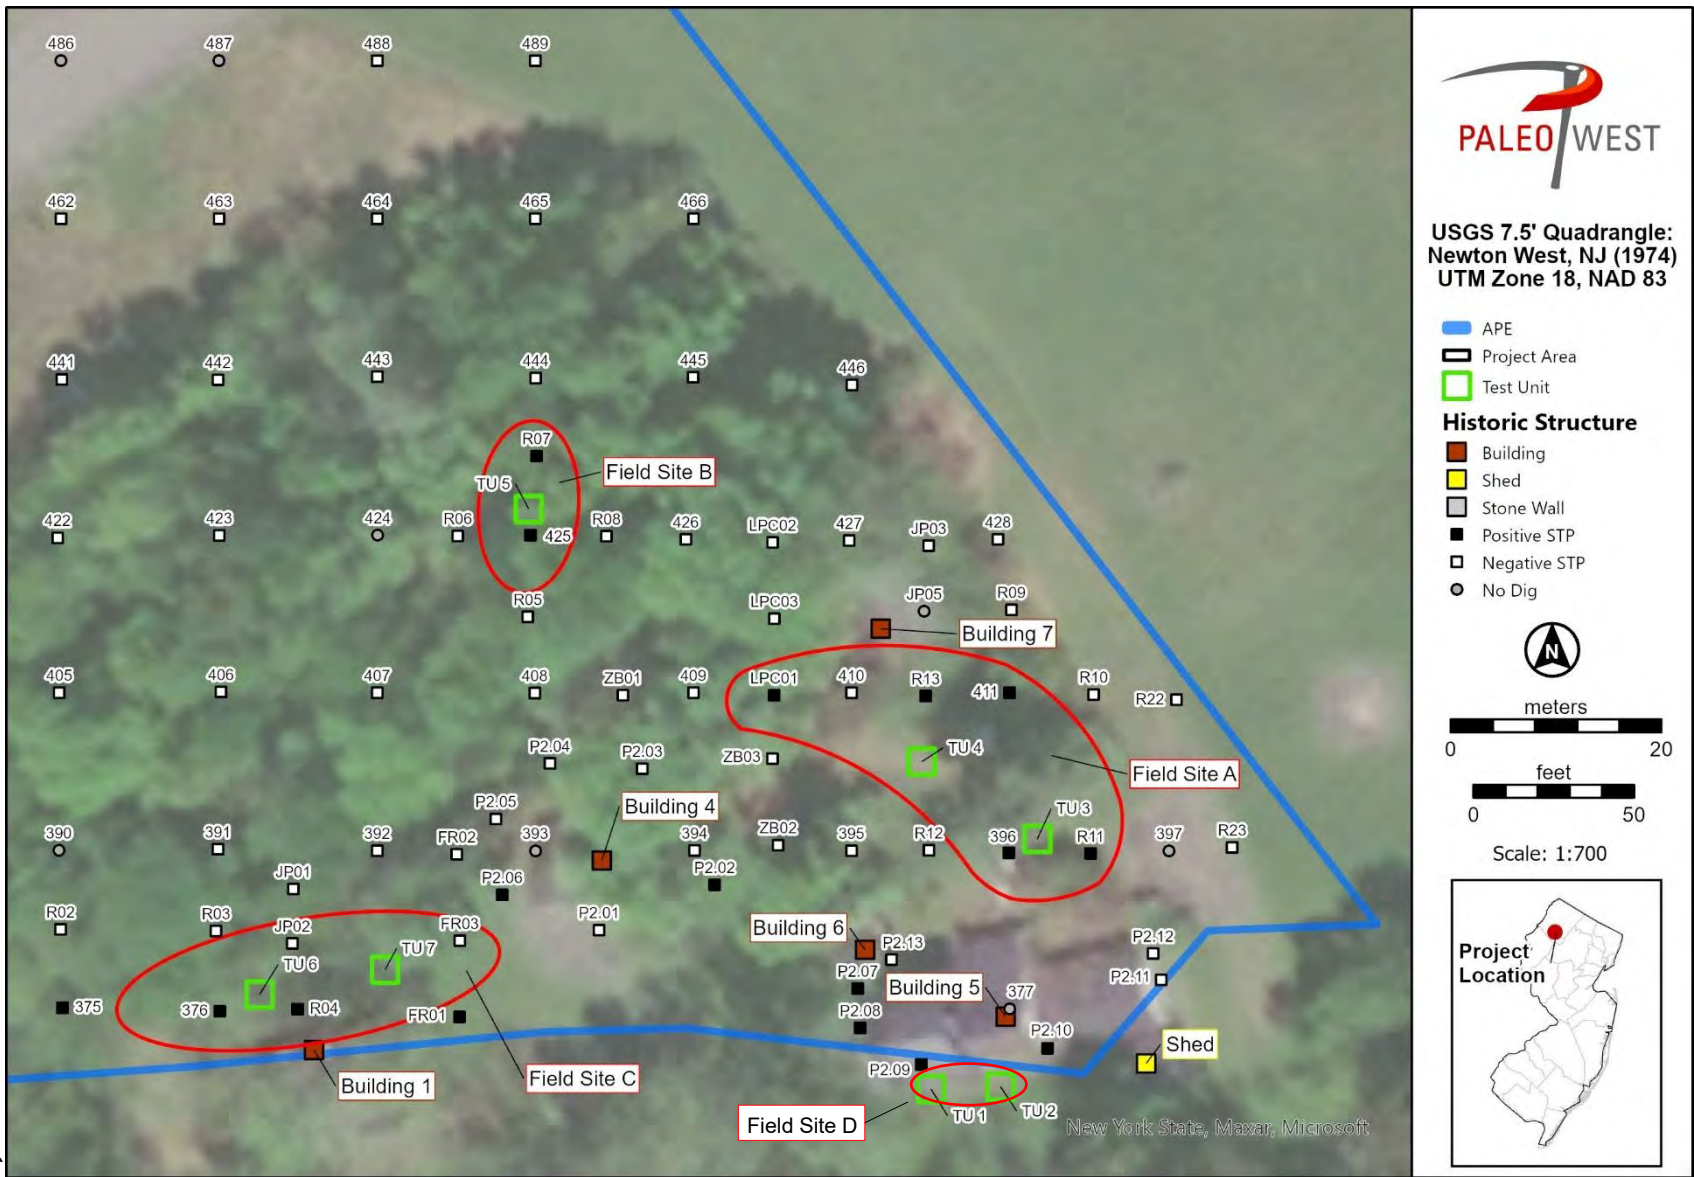 486
487
488
489
462
463
464
465
466
441
442
443
444
445
446
R07
TU 5
Field Site B
422
423
424
R06
425
R08
426
LPC02
427
JP03
428
R05
LPC03
JP05
R09
Building 7
405
406
407
408
ZB01
409
LPC01
410
R13
411
R10
R22
P2.04
P2.03
ZB03
TU 4
Field Site A
Building 4
P2.05
390
391
392
FR02
393
394
ZB02
395
R12
396
TU 3
R11
397
R23
JP01
P2.06
P2.02
R02
R03
JP02
FR03
P2.01
Building 6
P2.13
P2.12
TU 6
TU 7
P2.07
P2.11
Building 5
377
375
376
R04
FR01
P2.08
P2.10
Shed
P2.09
Building 1
Field Site C
Field Site D
TU 1
TU 2
New York State, Maxar, Microsoft
PALEO WEST
USGS 7.5' Quadrangle:
Newton West, NJ (1974)
UTM Zone 18, NAD 83
APE
Project Area
Test Unit
Historic Structure
Building
Shed
Stone Wall
Positive STP
Negative STP
No Dig
N
meters
0 20
feet
0 50
Scale: 1:700
Project
Location